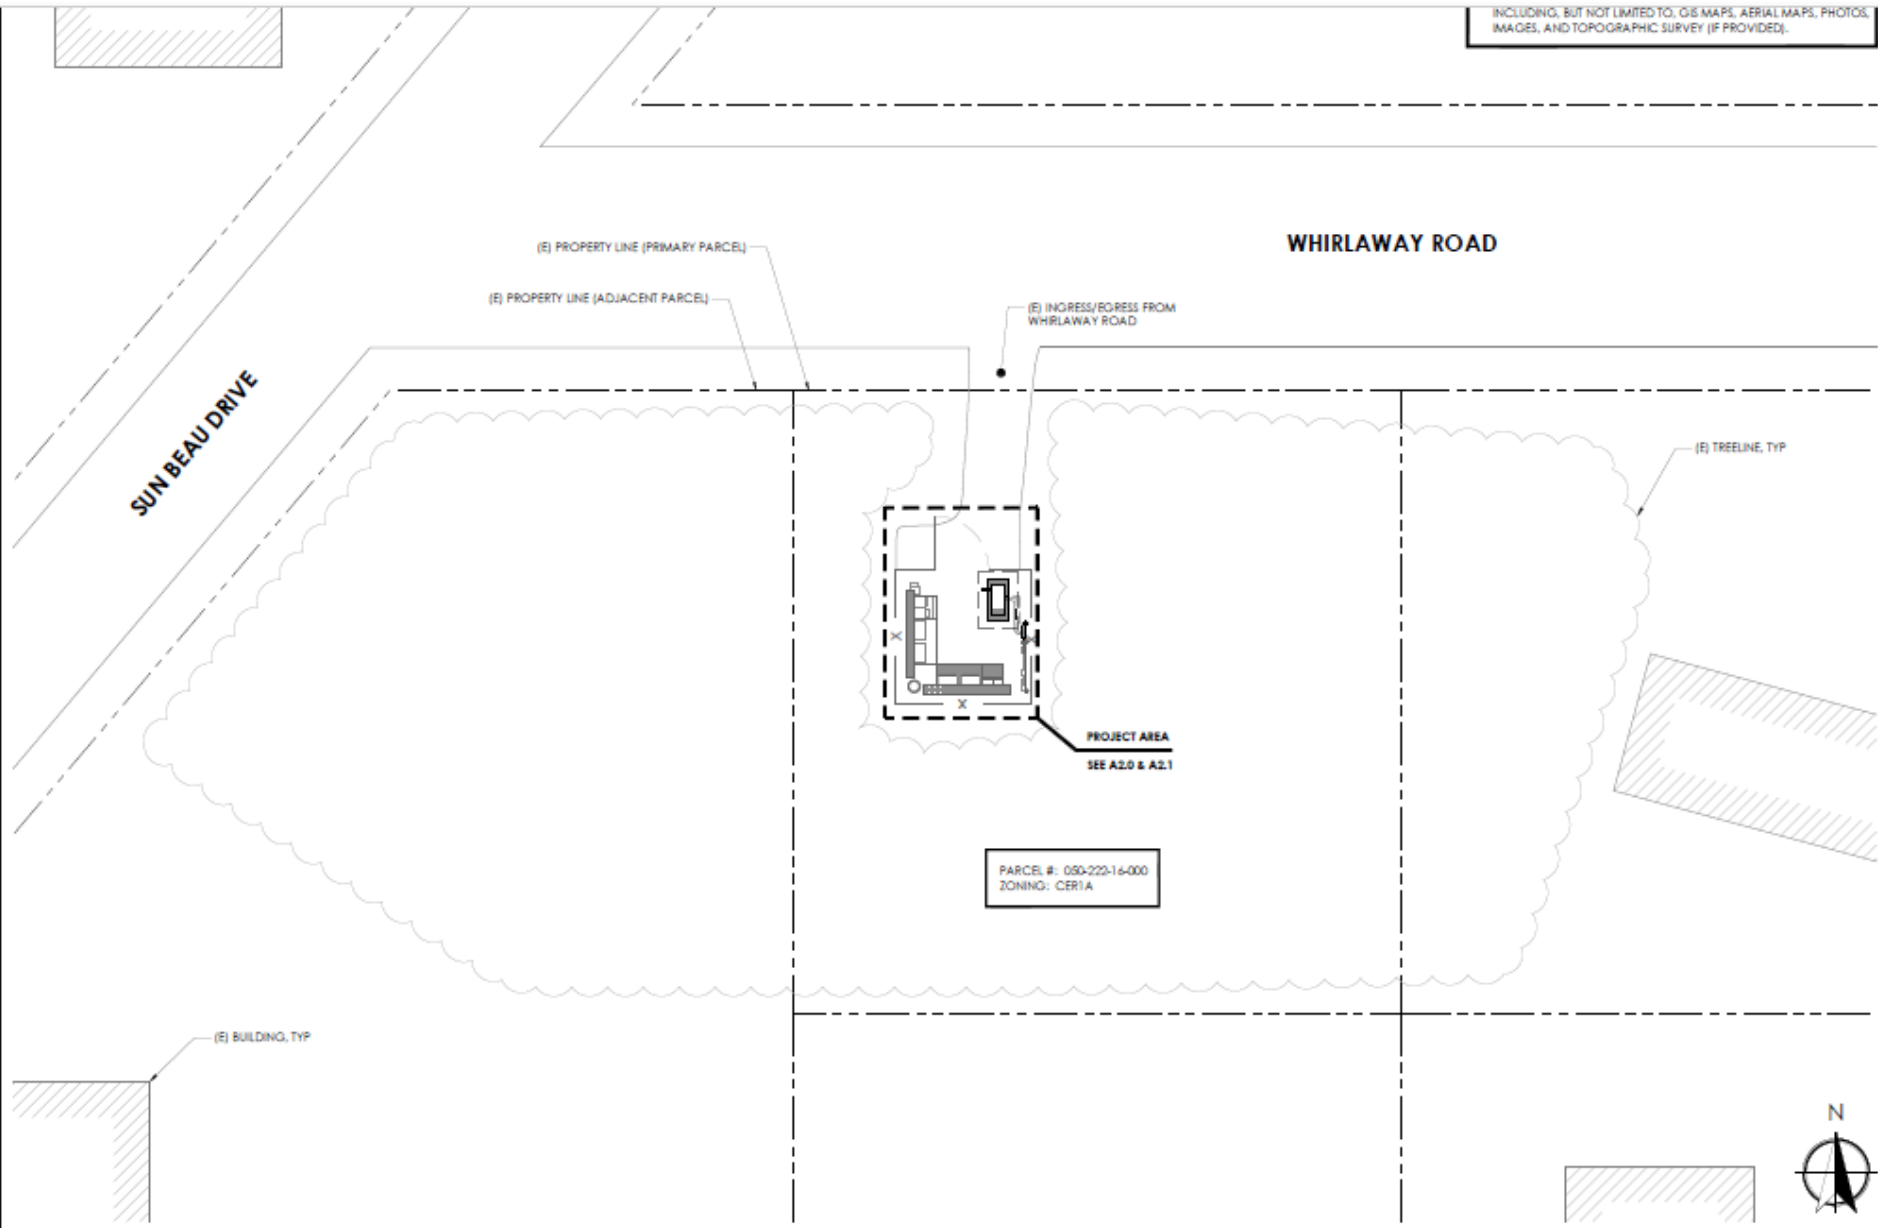 INCLUDING, BUT NOT LIMITED TO, GIS MAPS, AERIAL MAPS, PHOTOS,
IMAGES, AND TOPOGRAPHIC SURVEY (IF PROVIDED).
WHIRLAWAY ROAD
(E) PROPERTY LINE (PRIMARY PARCEL)
(E) PROPERTY LINE (ADJACENT PARCEL)
(E) INGRESS/EGRESS FROM
WHIRLAWAY ROAD
SUN BEAU DRIVE
(E) TREELINE, TYP
X
X
X
PROJECT AREA
SEE A2.0 & A2.1
PARCEL #: 050-222-16-000
ZONING: CER1A
(E) BUILDING, TYP
N